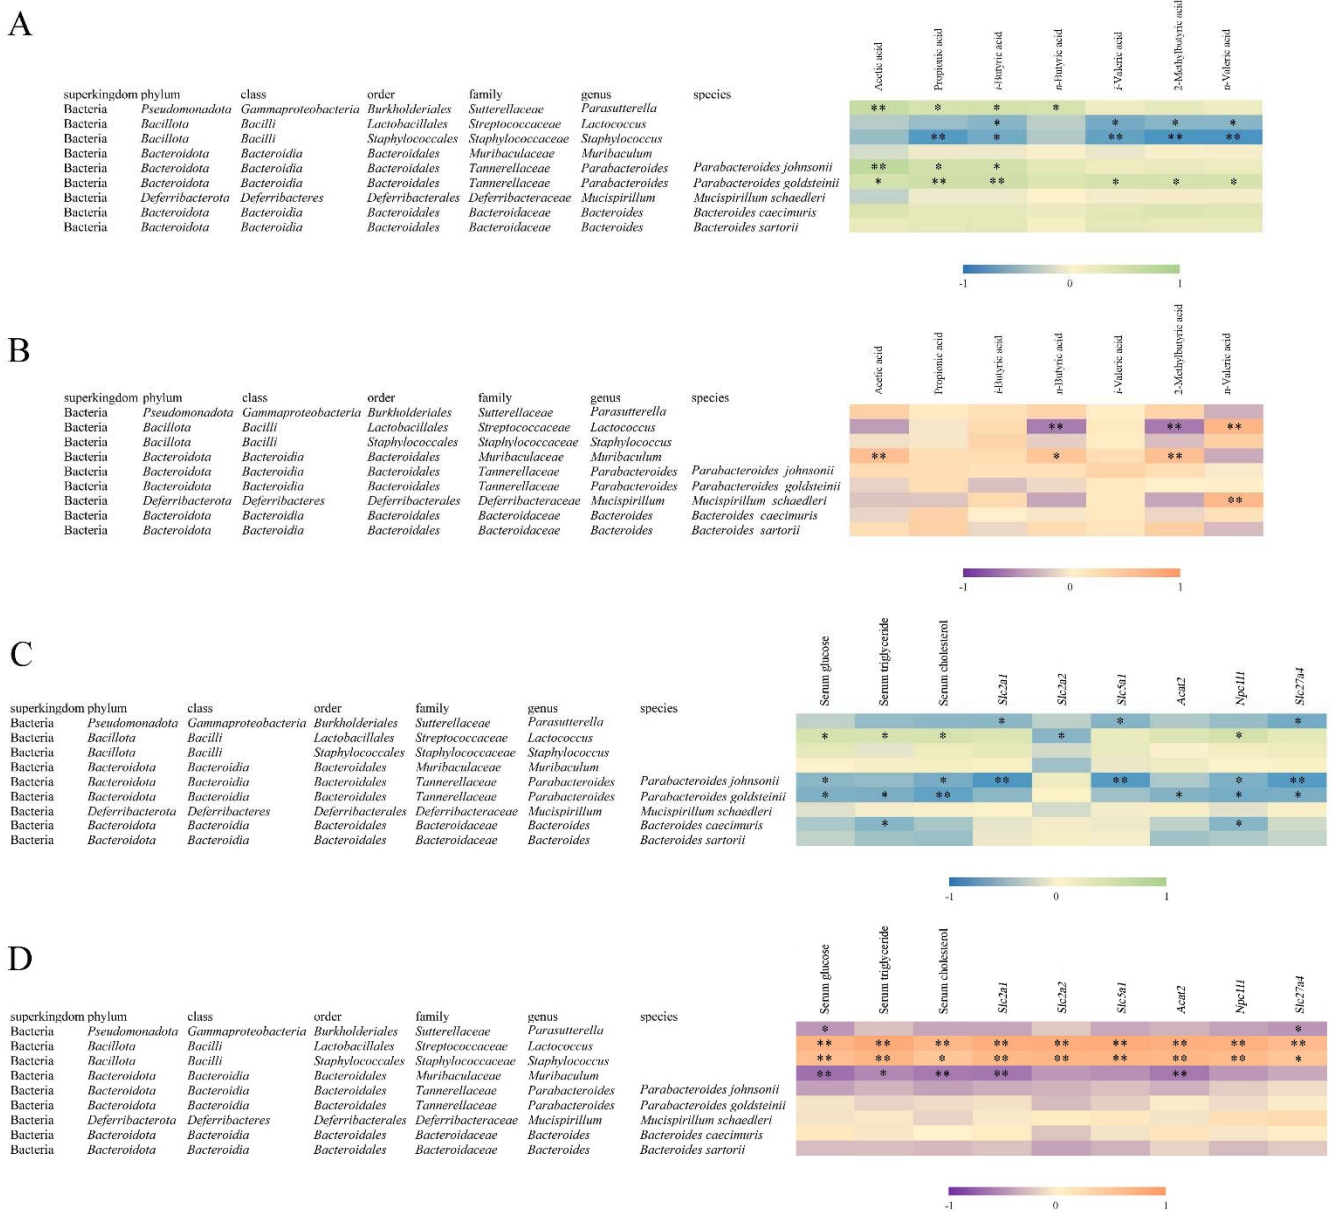 A
Acetic acid
Propionic acid
i-Butyric acid
n-Butyric acid
i-Valeric acid
2-Methylbutyric acid
n-Valeric acid
superkingdom phylum class order family genus species
Bacteria Pseudomonadota Gammaproteobacteria Burkholderiales Sutterellaceae Parasutterella ** * * *
Bacteria Bacillota Bacilli Lactobacillales Streptococcaceae Lactococcus * * * *
Bacteria Bacillota Bacilli Staphylococcales Staphylococcaceae Staphylococcus ** * ** ** **
Bacteria Bacteroidota Bacteroidia Bacteroidales Muribaculaceae Muribaculum
Bacteria Bacteroidota Bacteroidia Bacteroidales Tannerellaceae Parabacteroides Parabacteroides johnsonii ** * *
Bacteria Bacteroidota Bacteroidia Bacteroidales Tannerellaceae Parabacteroides Parabacteroides goldsteinii * ** ** * * *
Bacteria Deferribacterota Deferribacteres Deferribacterales Deferribacteraceae Mucispirillum Mucispirillum schaedleri
Bacteria Bacteroidota Bacteroidia Bacteroidales Bacteroidaceae Bacteroides Bacteroides caecimuris
Bacteria Bacteroidota Bacteroidia Bacteroidales Bacteroidaceae Bacteroides Bacteroides sartorii
-1 0 1
B
Acetic acid
Propionic acid
i-Butyric acid
n-Butyric acid
i-Valeric acid
2-Methylbutyric acid
n-Valeric acid
superkingdom phylum class order family genus species
Bacteria Pseudomonadota Gammaproteobacteria Burkholderiales Sutterellaceae Parasutterella
Bacteria Bacillota Bacilli Lactobacillales Streptococcaceae Lactococcus ** ** **
Bacteria Bacillota Bacilli Staphylococcales Staphylococcaceae Staphylococcus
Bacteria Bacteroidota Bacteroidia Bacteroidales Muribaculaceae Muribaculum ** * **
Bacteria Bacteroidota Bacteroidia Bacteroidales Tannerellaceae Parabacteroides Parabacteroides johnsonii
Bacteria Bacteroidota Bacteroidia Bacteroidales Tannerellaceae Parabacteroides Parabacteroides goldsteinii
Bacteria Deferribacterota Deferribacteres Deferribacterales Deferribacteraceae Mucispirillum Mucispirillum schaedleri **
Bacteria Bacteroidota Bacteroidia Bacteroidales Bacteroidaceae Bacteroides Bacteroides caecimuris
Bacteria Bacteroidota Bacteroidia Bacteroidales Bacteroidaceae Bacteroides Bacteroides sartorii
-1 0 1
C
Serum glucose
Serum triglyceride
Serum cholesterol
Slc2a1
Slc2a2
Slc5a1
Acat2
Npc1l1
Slc27a4
superkingdom phylum class order family genus species
Bacteria Pseudomonadota Gammaproteobacteria Burkholderiales Sutterellaceae Parasutterella * * *
Bacteria Bacillota Bacilli Lactobacillales Streptococcaceae Lactococcus * * * * *
Bacteria Bacillota Bacilli Staphylococcales Staphylococcaceae Staphylococcus
Bacteria Bacteroidota Bacteroidia Bacteroidales Muribaculaceae Muribaculum
Bacteria Bacteroidota Bacteroidia Bacteroidales Tannerellaceae Parabacteroides Parabacteroides johnsonii * * ** ** * **
Bacteria Bacteroidota Bacteroidia Bacteroidales Tannerellaceae Parabacteroides Parabacteroides goldsteinii * * ** * * *
Bacteria Deferribacterota Deferribacteres Deferribacterales Deferribacteraceae Mucispirillum Mucispirillum schaedleri
Bacteria Bacteroidota Bacteroidia Bacteroidales Bacteroidaceae Bacteroides Bacteroides caecimuris * *
Bacteria Bacteroidota Bacteroidia Bacteroidales Bacteroidaceae Bacteroides Bacteroides sartorii
-1 0 1
D
Serum glucose
Serum triglyceride
Serum cholesterol
Slc2a1
Slc2a2
Slc5a1
Acat2
Npc1l1
Slc27a4
superkingdom phylum class order family genus species
Bacteria Pseudomonadota Gammaproteobacteria Burkholderiales Sutterellaceae Parasutterella * *
Bacteria Bacillota Bacilli Lactobacillales Streptococcaceae Lactococcus ** ** ** ** ** ** ** ** **
Bacteria Bacillota Bacilli Staphylococcales Staphylococcaceae Staphylococcus ** ** * ** ** ** ** ** *
Bacteria Bacteroidota Bacteroidia Bacteroidales Muribaculaceae Muribaculum ** * ** ** **
Bacteria Bacteroidota Bacteroidia Bacteroidales Tannerellaceae Parabacteroides Parabacteroides johnsonii
Bacteria Bacteroidota Bacteroidia Bacteroidales Tannerellaceae Parabacteroides Parabacteroides goldsteinii
Bacteria Deferribacterota Deferribacteres Deferribacterales Deferribacteraceae Mucispirillum Mucispirillum schaedleri
Bacteria Bacteroidota Bacteroidia Bacteroidales Bacteroidaceae Bacteroides Bacteroides caecimuris
Bacteria Bacteroidota Bacteroidia Bacteroidales Bacteroidaceae Bacteroides Bacteroides sartorii
-1 0 1